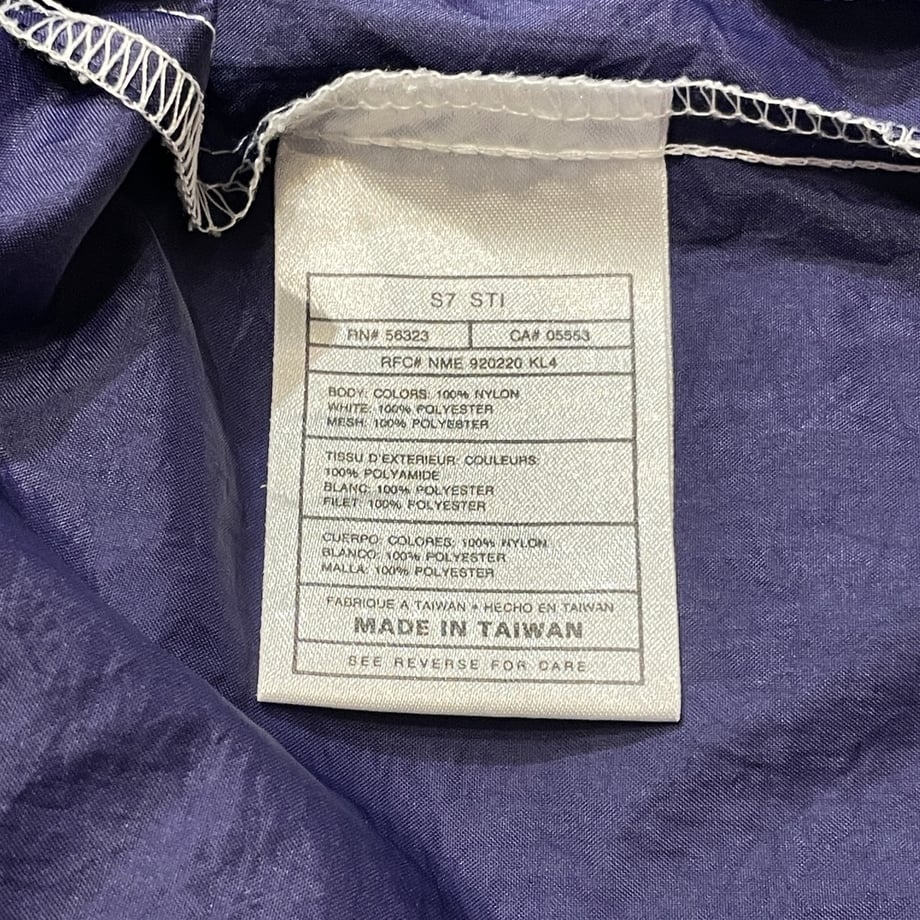 S7 STI
RN# 56323 CA# 05553
RFC# NME 920220 KL4
BODY: COLORS: 100% NYLON
WHITE: 100% POLYESTER
MESH: 100% POLYESTER
TISSU D'EXTERIEUR: COULEURS:
100% POLYAMIDE
BLANC: 100% POLYESTER
FILET: 100% POLYESTER
CUERPO: COLORES: 100% NYLON
BLANCO: 100% POLYESTER
MALLA: 100% POLYESTER
FABRIQUE A TAIWAN • HECHO EN TAIWAN
MADE IN TAIWAN
SEE REVERSE FOR CARE